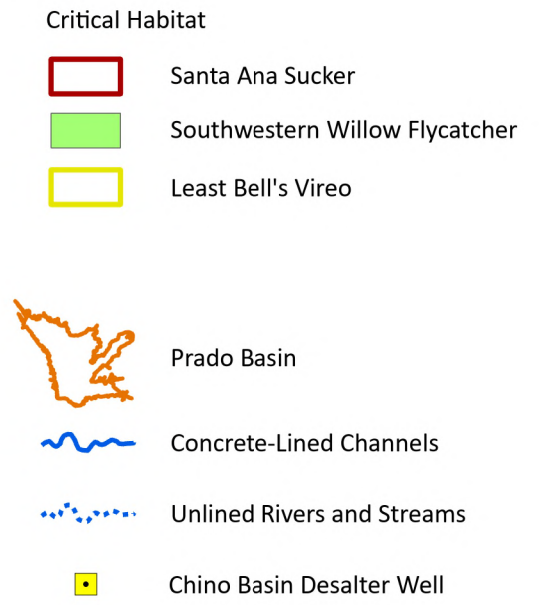 Critical Habitat
Santa Ana Sucker
Southwestern Willow Flycatcher
Least Bell's Vireo
Prado Basin
Concrete-Lined Channels
Unlined Rivers and Streams
Chino Basin Desalter Well